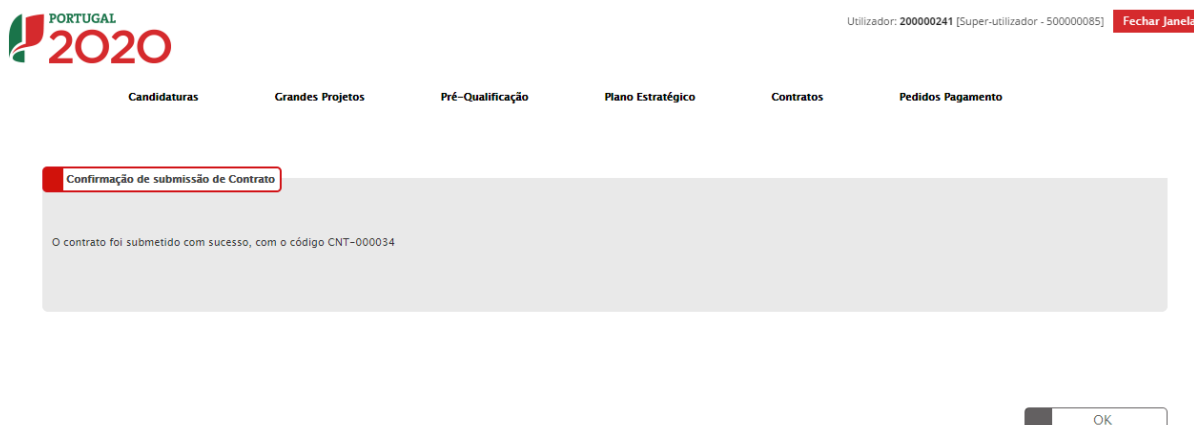 PORTUGAL
2020
Utilizador: 200000241 [Super-utilizador - 500000085]
Fechar Janela
Candidaturas Grandes Projetos Pré-Qualificação Plano Estratégico Contratos Pedidos Pagamento
Confirmação de submissão de Contrato
O contrato foi submetido com sucesso, com o código CNT-000034
OK